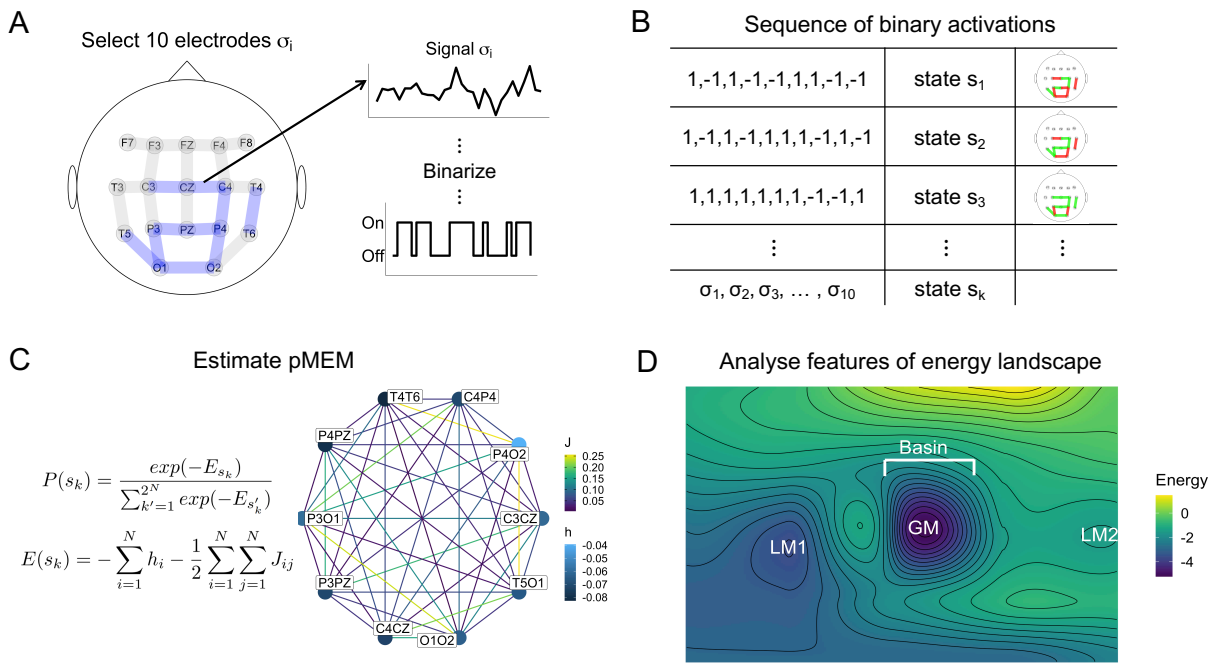 A
Select 10 electrodes σi
F7 F3 FZ F4 F8
T3 C3 CZ C4 T4
T5 P3 PZ P4 T6
O1 O2
Signal σi
⋮
Binarize
⋮
On
Off
B
Sequence of binary activations
1,-1,1,-1,-1,1,1,-1,-1 state s1
1,-1,1,-1,1,1,1,-1,1,-1 state s2
1,1,1,1,1,1,1,-1,-1,1 state s3
⋮ ⋮ ⋮
σ1, σ2, σ3, … , σ10 state sk
C
Estimate pMEM
P(sk) = exp(−Esk) / ∑k′=1^2^N exp(−Es′k)
E(sk) = − ∑i=1^N hi − 1/2 ∑i=1^N ∑j=1^N Jij
T4T6
C4P4
P4PZ
P4O2
P3O1
C3CZ
P3PZ
T5O1
C4CZ
O1O2
J
0.25
0.20
0.15
0.10
0.05
h
-0.04
-0.05
-0.06
-0.07
-0.08
D
Analyse features of energy landscape
Basin
GM
LM1
LM2
Energy
0
-2
-4